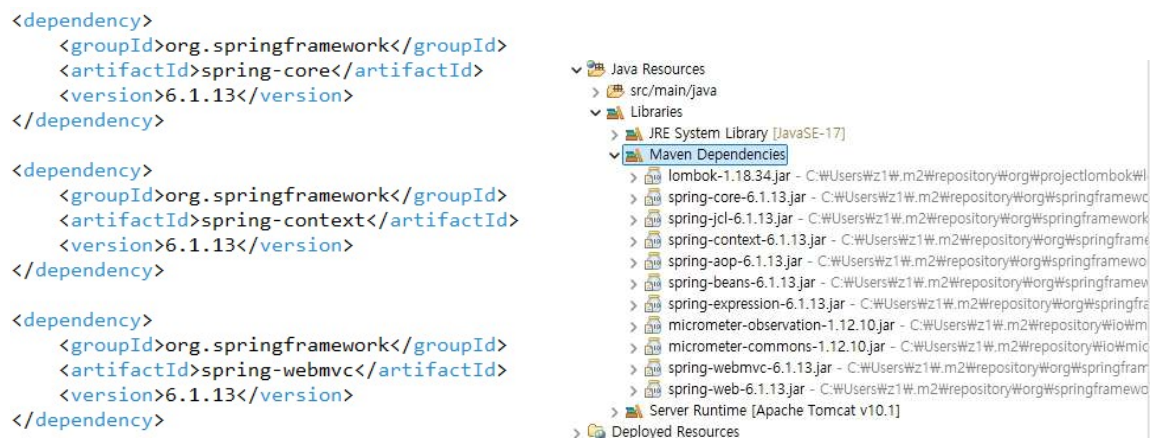 <dependency>
<groupId>org.springframework</groupId>
<artifactId>spring-core</artifactId>
<version>6.1.13</version>
</dependency>
<dependency>
<groupId>org.springframework</groupId>
<artifactId>spring-context</artifactId>
<version>6.1.13</version>
</dependency>
<dependency>
<groupId>org.springframework</groupId>
<artifactId>spring-webmvc</artifactId>
<version>6.1.13</version>
</dependency>
Java Resources
src/main/java
Libraries
JRE System Library [JavaSE-17]
Maven Dependencies
lombok-1.18.34.jar - C:₩Users₩z1₩.m2₩repository₩org₩projectlombok₩l
spring-core-6.1.13.jar - C:₩Users₩z1₩.m2₩repository₩org₩springframewo
spring-jcl-6.1.13.jar - C:₩Users₩z1₩.m2₩repository₩org₩springframework
spring-context-6.1.13.jar - C:₩Users₩z1₩.m2₩repository₩org₩springframe
spring-aop-6.1.13.jar - C:₩Users₩z1₩.m2₩repository₩org₩springframewo
spring-beans-6.1.13.jar - C:₩Users₩z1₩.m2₩repository₩org₩springframew
spring-expression-6.1.13.jar - C:₩Users₩z1₩.m2₩repository₩org₩springfra
micrometer-observation-1.12.10.jar - C:₩Users₩z1₩.m2₩repository₩io₩m
micrometer-commons-1.12.10.jar - C:₩Users₩z1₩.m2₩repository₩io₩mic
spring-webmvc-6.1.13.jar - C:₩Users₩z1₩.m2₩repository₩org₩springfram
spring-web-6.1.13.jar - C:₩Users₩z1₩.m2₩repository₩org₩springframewo
Server Runtime [Apache Tomcat v10.1]
Deployed Resources